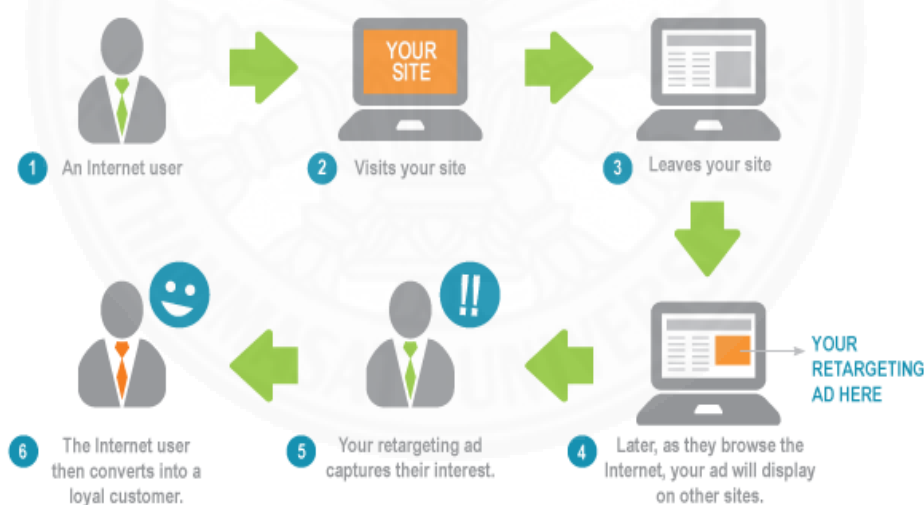 YOUR
SITE
1 An Internet user
2 Visits your site
3 Leaves your site
!!
YOUR
RETARGETING
AD HERE
4 Later, as they browse the
Internet, your ad will display
on other sites.
5 Your retargeting ad
captures their interest.
6 The Internet user
then converts into a
loyal customer.